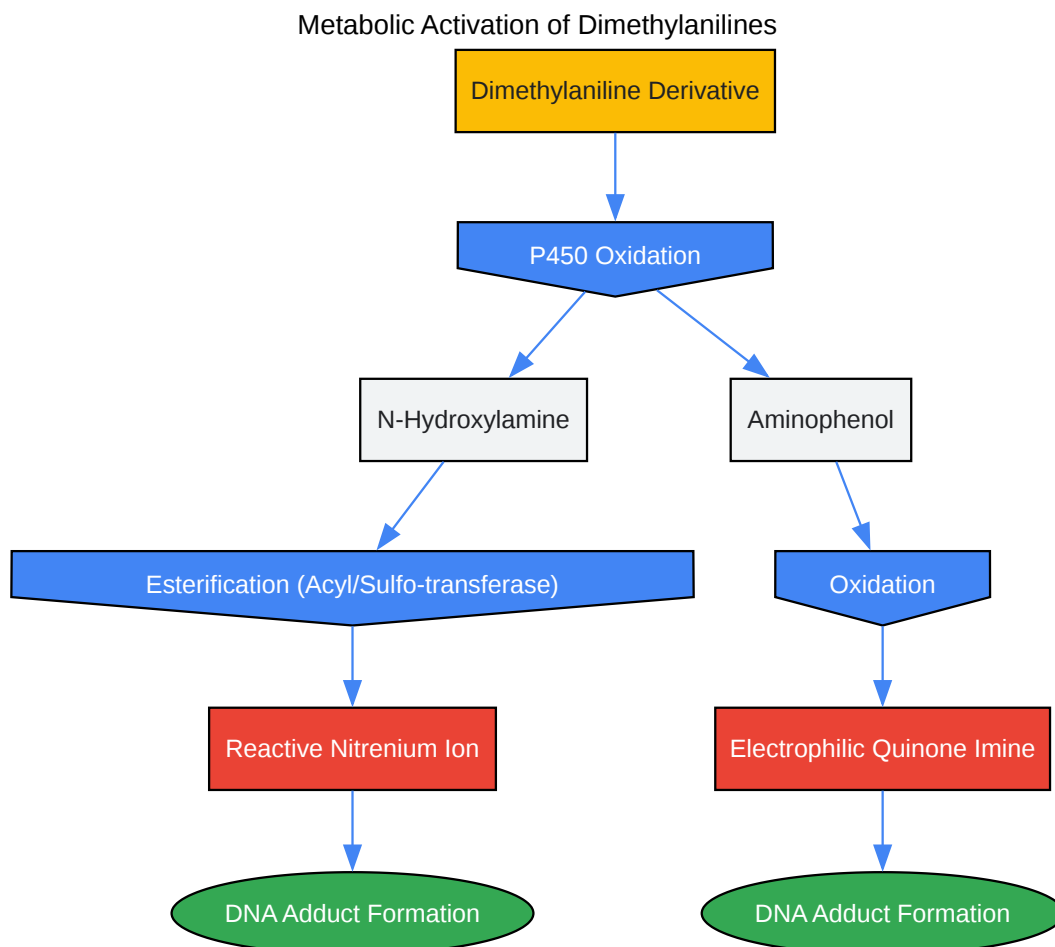 Metabolic Activation of Dimethylanilines
Dimethylaniline Derivative
P450 Oxidation
N-Hydroxylamine
Aminophenol
Esterification (Acyl/Sulfo-transferase)
Oxidation
Reactive Nitrenium Ion
Electrophilic Quinone Imine
DNA Adduct Formation
DNA Adduct Formation